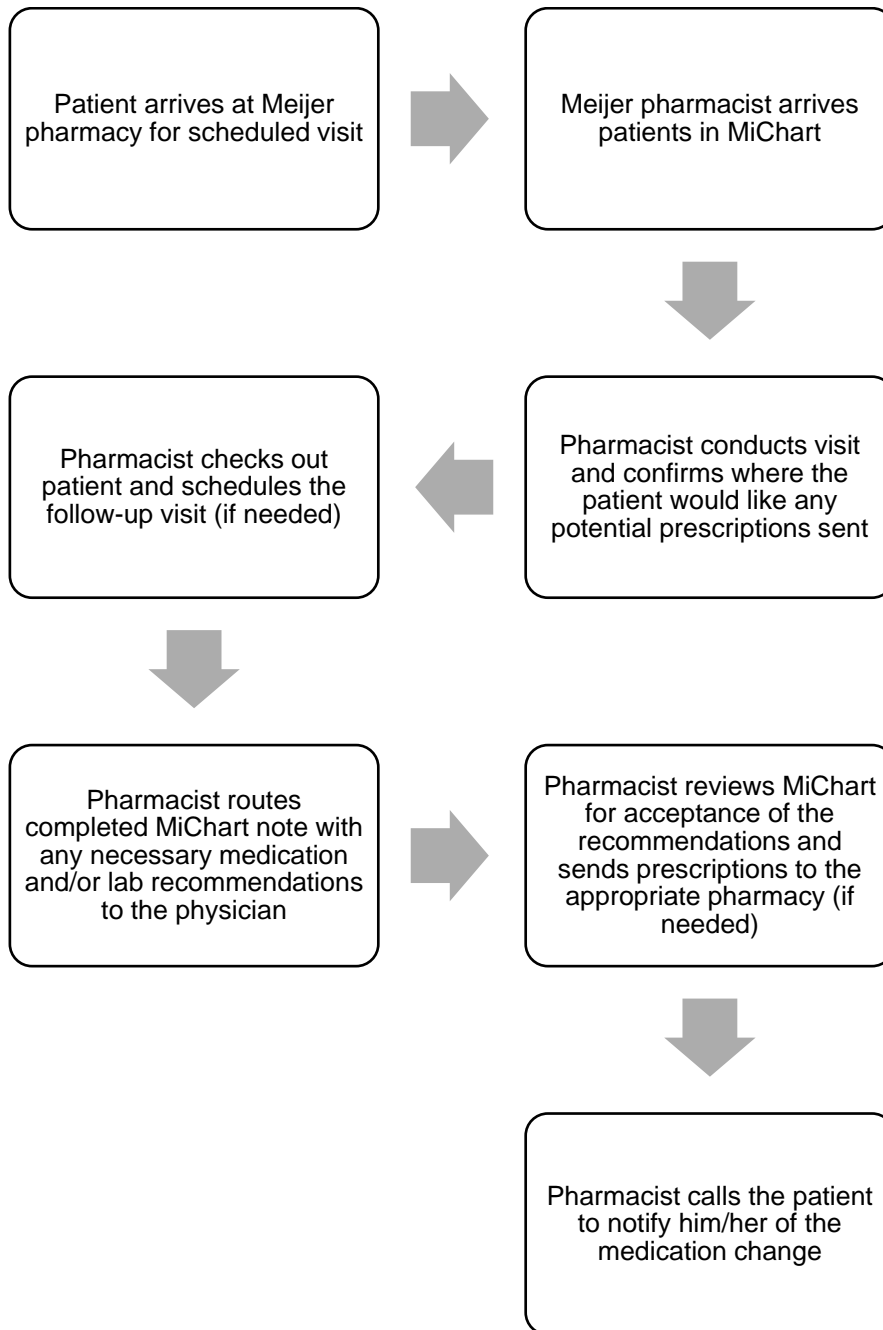 Patient arrives at Meijer
pharmacy for scheduled visit
Meijer pharmacist arrives
patients in MiChart
Pharmacist conducts visit
and confirms where the
patient would like any
potential prescriptions sent
Pharmacist checks out
patient and schedules the
follow-up visit (if needed)
Pharmacist routes
completed MiChart note with
any necessary medication
and/or lab recommendations
to the physician
Pharmacist reviews MiChart
for acceptance of the
recommendations and
sends prescriptions to the
appropriate pharmacy (if
needed)
Pharmacist calls the patient
to notify him/her of the
medication change